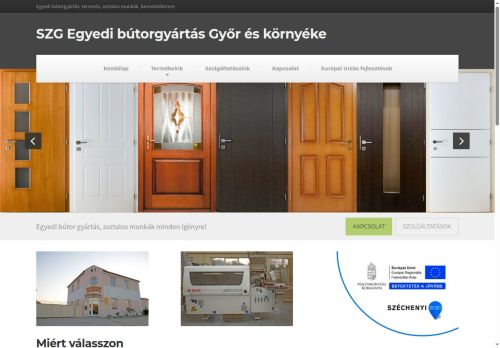 Egyedi bútorgyártás, tervezés, asztalos munkák, bemutatóterem
SZG Egyedi bútorgyártás Győr és környéke
Kezdőlap
Termékeink
Szolgáltatásaink
Kapcsolat
Európai Uniós fejlesztések
Egyedi bútor gyártás, asztalos munkák minden igényre!
KAPCSOLAT
SZOLGÁLTATÁSOK
Magyarország
Kormánya
Európai Unió
Európai Regionális
Fejlesztési Alap
BEFEKTETÉS A JÖVŐBE
SZÉCHENYI 2020
Miért válasszon